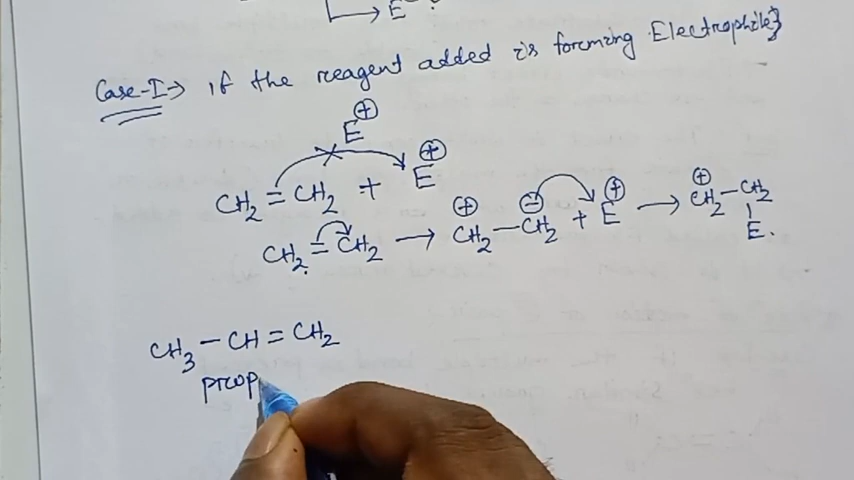 E
Case-I→ if the reagent added is forming Electrophile}
E⊕
CH₂=CH₂ + E⊕
CH₂=CH₂ → ⊕CH₂—⊖CH₂ + E⊕ → ⊕CH₂—CH₂
E.
CH₃—CH=CH₂
prop